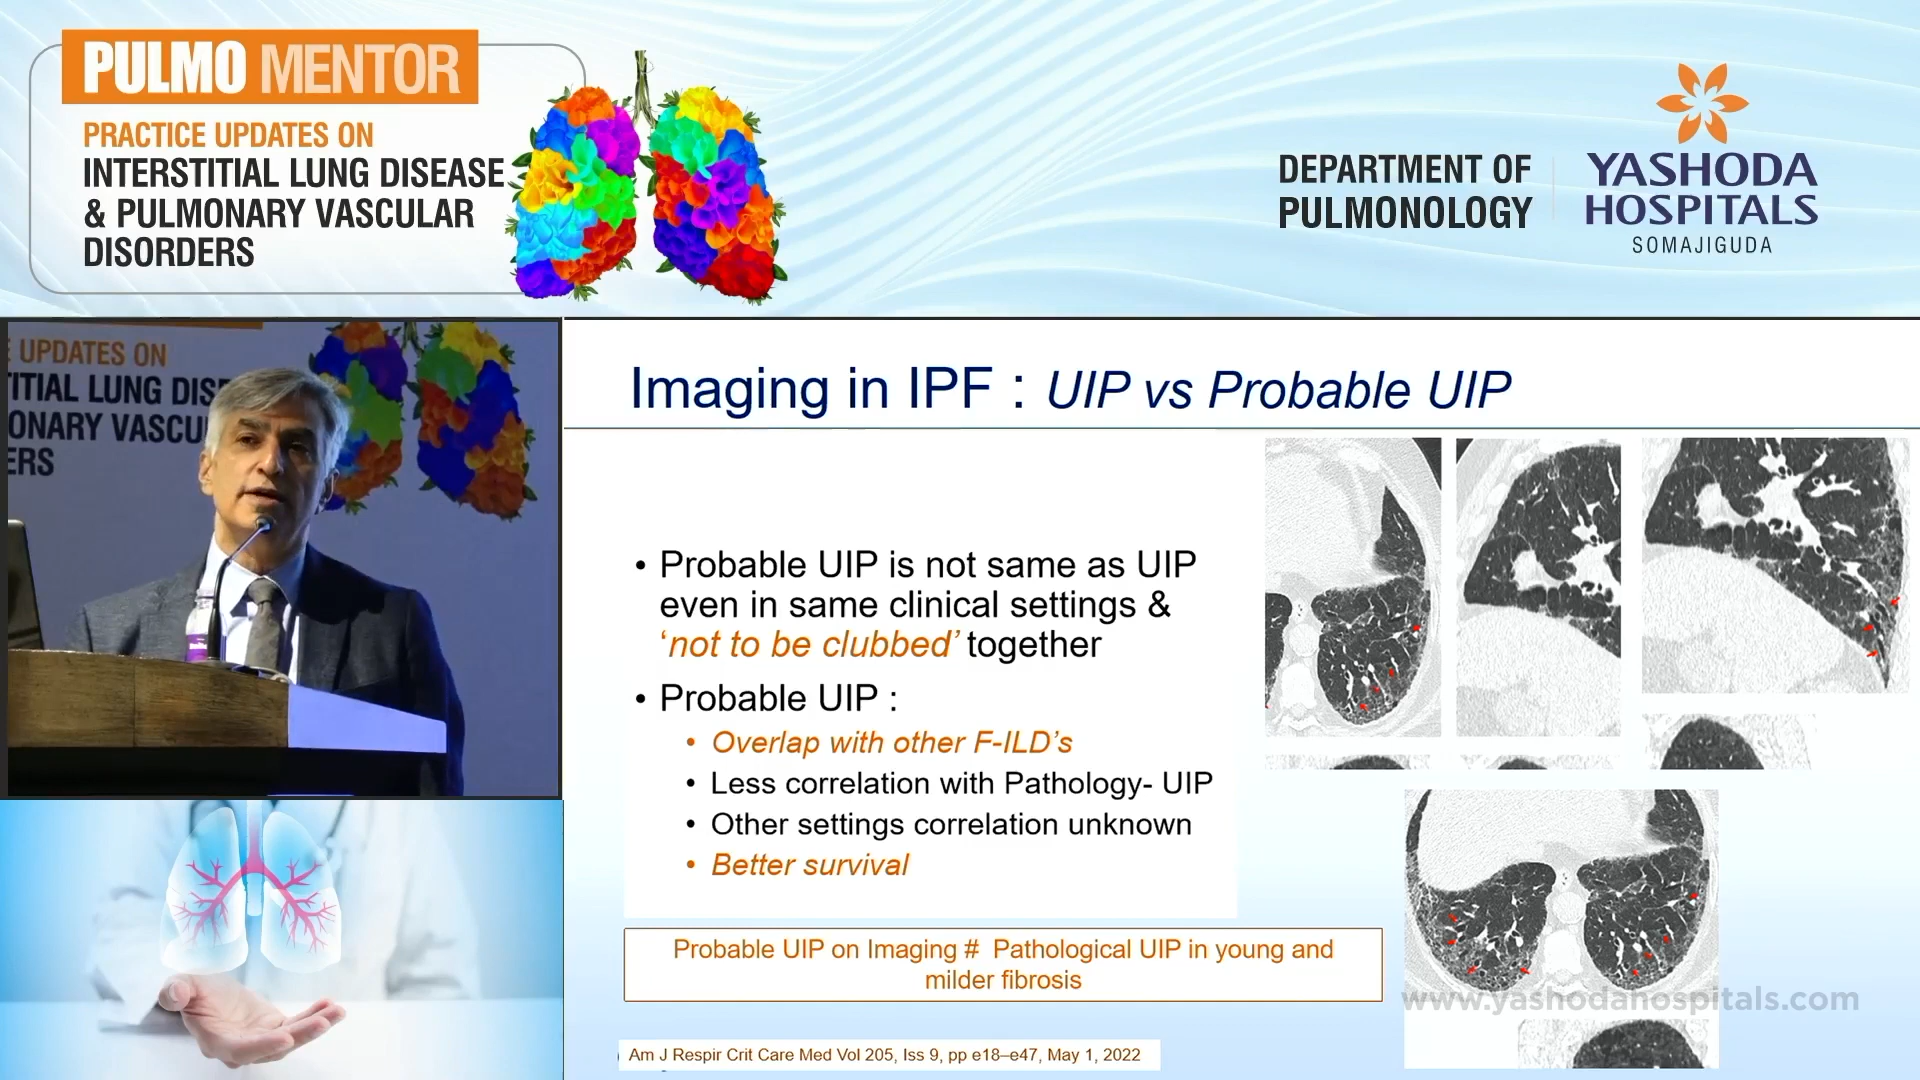 PULMO MENTOR
PRACTICE UPDATES ON
INTERSTITIAL LUNG DISEASE
& PULMONARY VASCULAR
DISORDERS
DEPARTMENT OF
PULMONOLOGY
YASHODA
HOSPITALS
SOMAJIGUDA
E UPDATES ON
TITIAL LUNG DISE
ONARY VASCU
ERS
Imaging in IPF : UIP vs Probable UIP
• Probable UIP is not same as UIP
even in same clinical settings &
‘not to be clubbed’ together
• Probable UIP :
• Overlap with other F-ILD’s
• Less correlation with Pathology- UIP
• Other settings correlation unknown
• Better survival
Probable UIP on Imaging # Pathological UIP in young and
milder fibrosis
www.yashodahospitals.com
Am J Respir Crit Care Med Vol 205, Iss 9, pp e18–e47, May 1, 2022